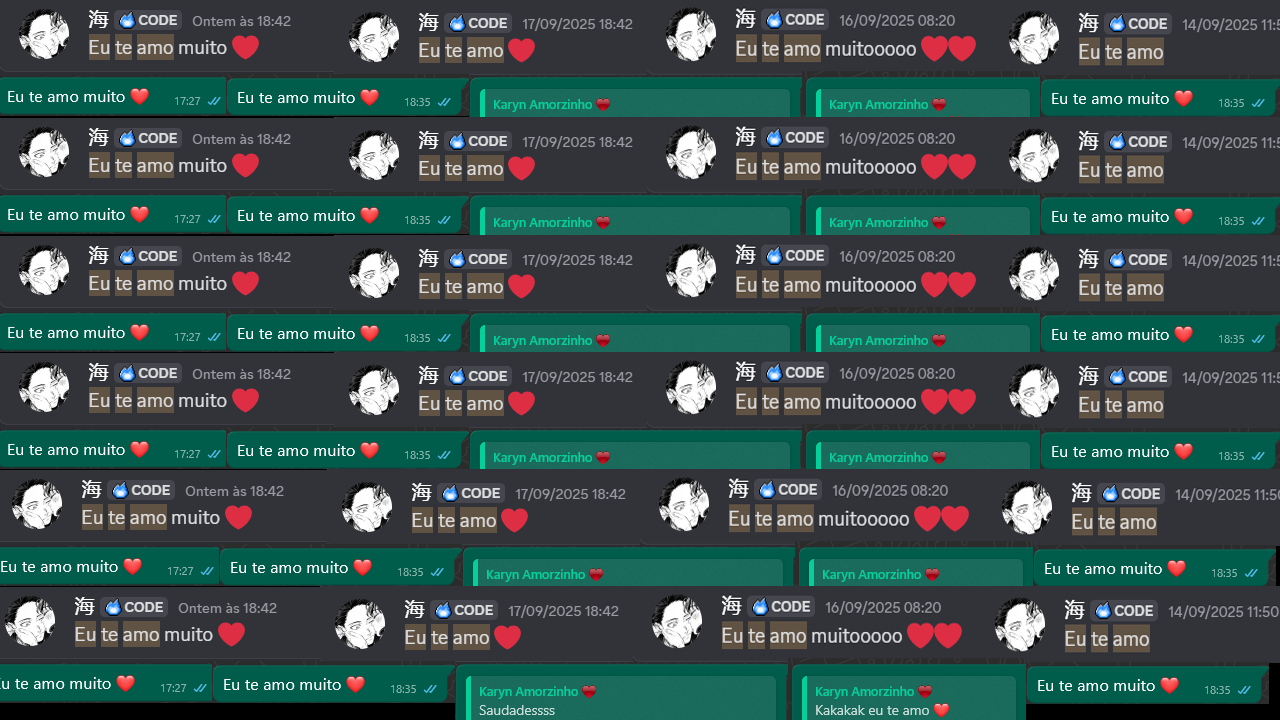 海 CODE Ontem às 18:42
Eu te amo muito ❤️
海 CODE 17/09/2025 18:42
Eu te amo ❤️
海 CODE 16/09/2025 08:20
Eu te amo muitooooo ❤️❤️
海 CODE 14/09/2025 11:5
Eu te amo
Eu te amo muito ❤️ 17:27
Eu te amo muito ❤️ 18:35
Karyn Amorzinho ❤️
Karyn Amorzinho ❤️
Eu te amo muito ❤️ 18:35
海 CODE Ontem às 18:42
Eu te amo muito ❤️
海 CODE 17/09/2025 18:42
Eu te amo ❤️
海 CODE 16/09/2025 08:20
Eu te amo muitooooo ❤️❤️
海 CODE 14/09/2025 11:5
Eu te amo
Eu te amo muito ❤️ 17:27
Eu te amo muito ❤️ 18:35
Karyn Amorzinho ❤️
Karyn Amorzinho ❤️
Eu te amo muito ❤️ 18:35
海 CODE Ontem às 18:42
Eu te amo muito ❤️
海 CODE 17/09/2025 18:42
Eu te amo ❤️
海 CODE 16/09/2025 08:20
Eu te amo muitooooo ❤️❤️
海 CODE 14/09/2025 11:5
Eu te amo
Eu te amo muito ❤️ 17:27
Eu te amo muito ❤️ 18:35
Karyn Amorzinho ❤️
Karyn Amorzinho ❤️
Eu te amo muito ❤️ 18:35
海 CODE Ontem às 18:42
Eu te amo muito ❤️
海 CODE 17/09/2025 18:42
Eu te amo ❤️
海 CODE 16/09/2025 08:20
Eu te amo muitooooo ❤️❤️
海 CODE 14/09/2025 11:5
Eu te amo
Eu te amo muito ❤️ 17:27
Eu te amo muito ❤️ 18:35
Karyn Amorzinho ❤️
Karyn Amorzinho ❤️
Eu te amo muito ❤️ 18:35
海 CODE Ontem às 18:42
Eu te amo muito ❤️
海 CODE 17/09/2025 18:42
Eu te amo ❤️
海 CODE 16/09/2025 08:20
Eu te amo muitooooo ❤️❤️
海 CODE 14/09/2025 11:50
Eu te amo
Eu te amo muito ❤️ 17:27
Eu te amo muito ❤️ 18:35
Karyn Amorzinho ❤️
Karyn Amorzinho ❤️
Eu te amo muito ❤️ 18:35
海 CODE Ontem às 18:42
Eu te amo muito ❤️
海 CODE 17/09/2025 18:42
Eu te amo ❤️
海 CODE 16/09/2025 08:20
Eu te amo muitooooo ❤️❤️
海 CODE 14/09/2025 11:50
Eu te amo
u te amo muito ❤️ 17:27
Eu te amo muito ❤️ 18:35
Karyn Amorzinho ❤️
Saudadessss
Karyn Amorzinho ❤️
Kakakak eu te amo ❤️
Eu te amo muito ❤️ 18:35